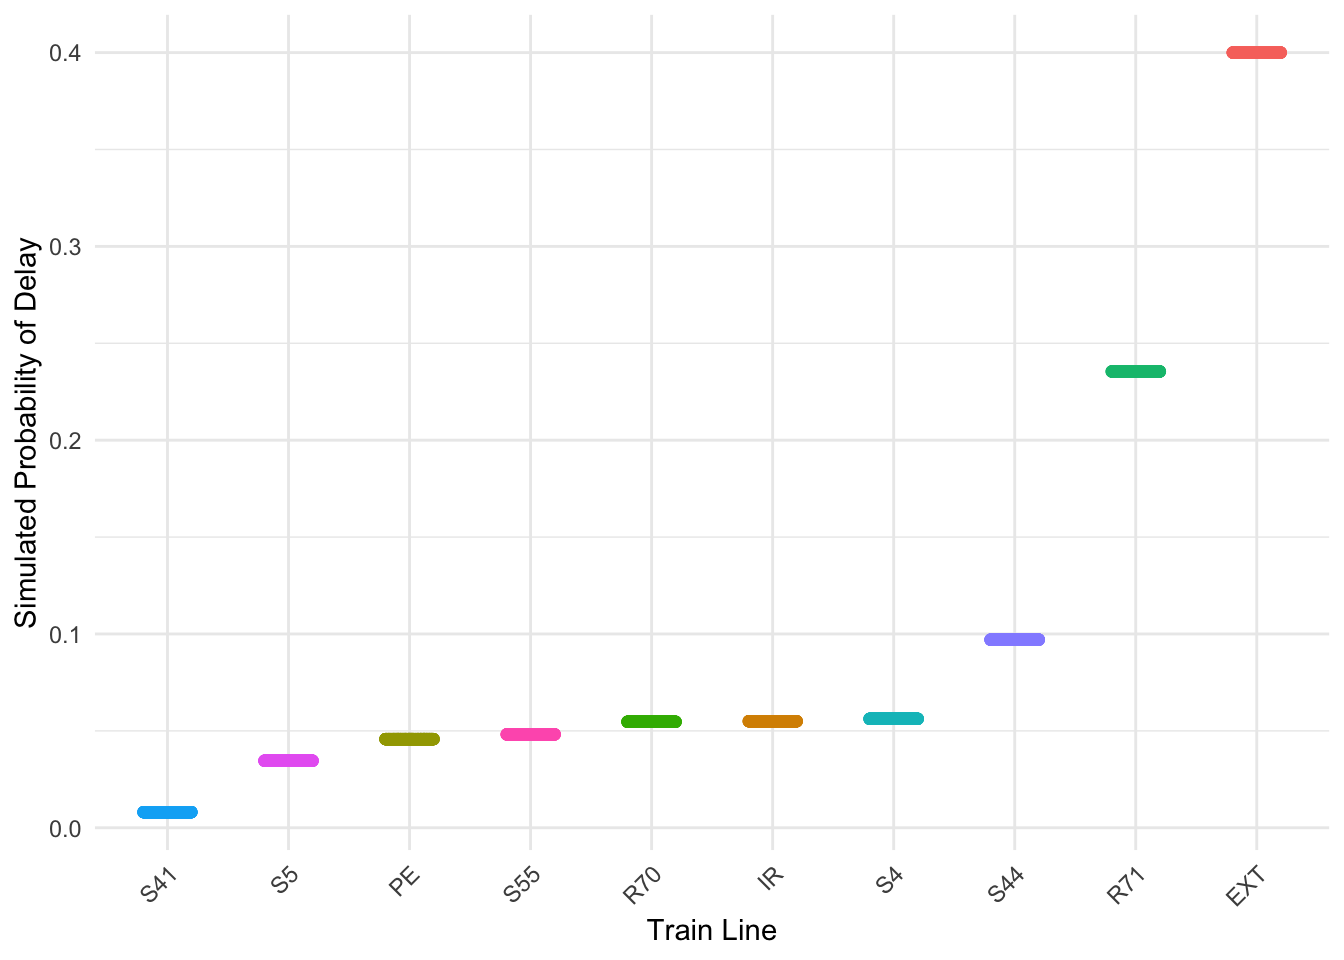 Simulated Probability of Delay
0.4
0.3
0.2
0.1
0.0
S41 S5 PE S55 R70 IR S4 S44 R71 EXT
Train Line